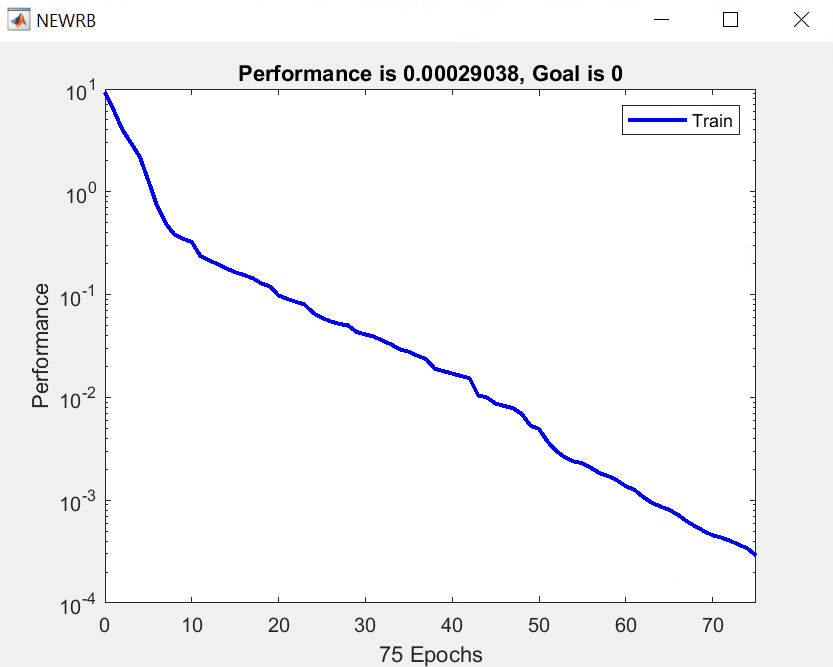 NEWRB
Performance is 0.00029038, Goal is 0
Train
Performance
10^1
10^0
10^-1
10^-2
10^-3
10^-4
0 10 20 30 40 50 60 70
75 Epochs